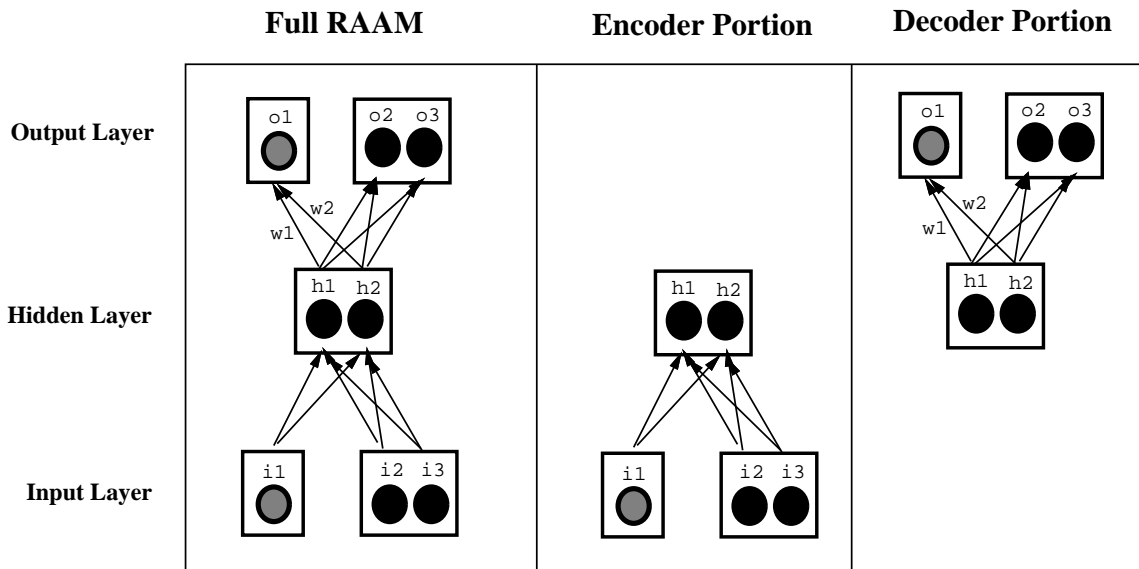 Full RAAM Encoder Portion Decoder Portion
Output Layer o1 o2 o3 o1 o2 o3
w2 w2
w1 w1
Hidden Layer h1 h2 h1 h2 h1 h2
Input Layer i1 i2 i3 i1 i2 i3